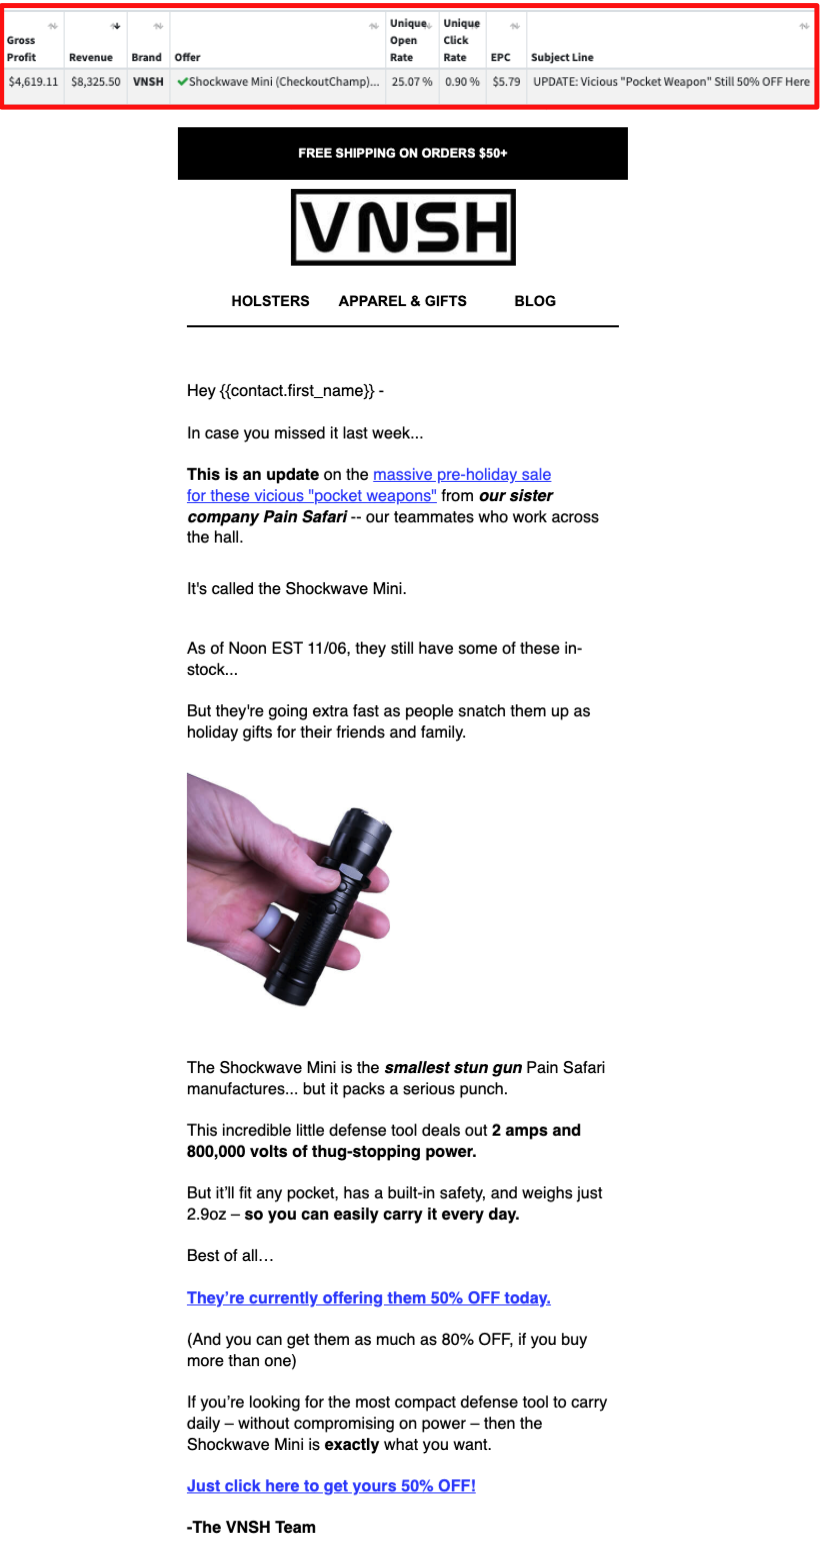 Gross Profit Revenue Brand Offer Unique Open Rate Unique Click Rate EPC Subject Line
$4,619.11 $8,325.50 VNSH ✔Shockwave Mini (CheckoutChamp)... 25.07 % 0.90 % $5.79 UPDATE: Vicious "Pocket Weapon" Still 50% OFF Here
FREE SHIPPING ON ORDERS $50+
VNSH
HOLSTERS APPAREL & GIFTS BLOG
Hey {{contact.first_name}} -
In case you missed it last week...
This is an update on the massive pre-holiday sale
for these vicious "pocket weapons" from our sister
company Pain Safari -- our teammates who work across
the hall.
It's called the Shockwave Mini.
As of Noon EST 11/06, they still have some of these in-
stock...
But they're going extra fast as people snatch them up as
holiday gifts for their friends and family.
The Shockwave Mini is the smallest stun gun Pain Safari
manufactures... but it packs a serious punch.
This incredible little defense tool deals out 2 amps and
800,000 volts of thug-stopping power.
But it’ll fit any pocket, has a built-in safety, and weighs just
2.9oz – so you can easily carry it every day.
Best of all…
They’re currently offering them 50% OFF today.
(And you can get them as much as 80% OFF, if you buy
more than one)
If you’re looking for the most compact defense tool to carry
daily – without compromising on power – then the
Shockwave Mini is exactly what you want.
Just click here to get yours 50% OFF!
-The VNSH Team